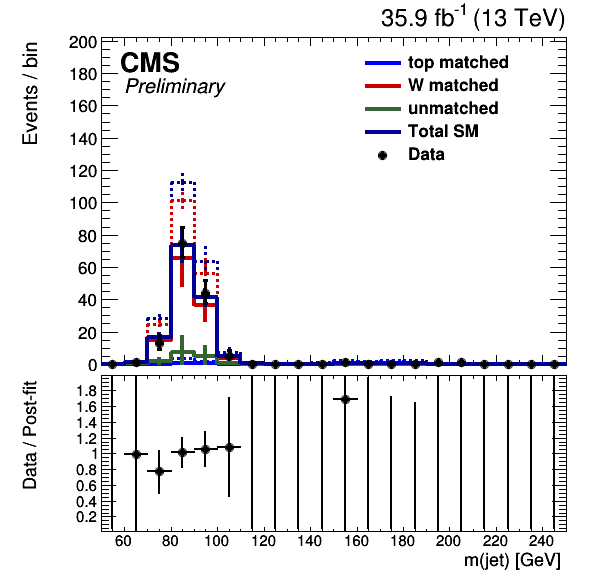 35.9 fb⁻¹ (13 TeV)
Events / bin
200
180
160
140
120
100
80
60
40
20
0
CMS
Preliminary
top matched
W matched
unmatched
Total SM
Data
Data / Post-fit
1.8
1.6
1.4
1.2
1
0.8
0.6
0.4
0.2
60 80 100 120 140 160 180 200 220 240
m(jet) [GeV]